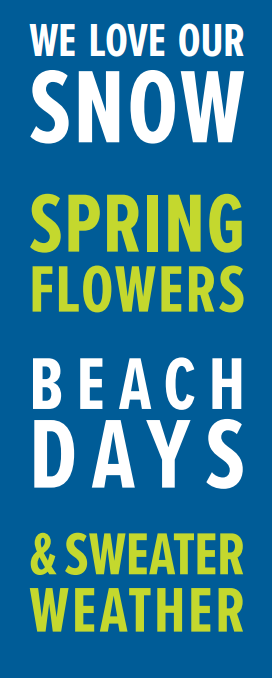 WE LOVE OUR
SNOW
SPRING
FLOWERS
BEACH
DAYS
& SWEATER
WEATHER